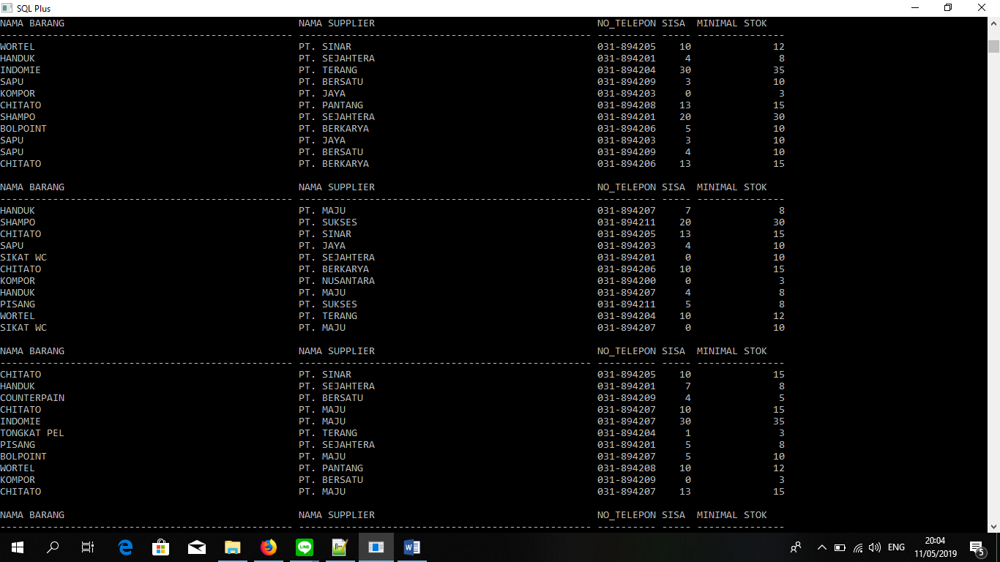 SQL Plus
NAMA BARANG NAMA SUPPLIER NO_TELEPON SISA MINIMAL STOK
-------------------------------------------------- -------------------------------------------------- ---------- ----- ---------------
WORTEL PT. SINAR 031-894205 10 12
HANDUK PT. SEJAHTERA 031-894201 4 8
INDOMIE PT. TERANG 031-894204 30 35
SAPU PT. BERSATU 031-894209 3 10
KOMPOR PT. JAYA 031-894203 0 3
CHITATO PT. PANTANG 031-894208 13 15
SHAMPO PT. SEJAHTERA 031-894201 20 30
BOLPOINT PT. BERKARYA 031-894206 5 10
SAPU PT. JAYA 031-894203 3 10
SAPU PT. BERSATU 031-894209 4 10
CHITATO PT. BERKARYA 031-894206 13 15
NAMA BARANG NAMA SUPPLIER NO_TELEPON SISA MINIMAL STOK
-------------------------------------------------- -------------------------------------------------- ---------- ----- ---------------
HANDUK PT. MAJU 031-894207 7 8
SHAMPO PT. SUKSES 031-894211 20 30
CHITATO PT. SINAR 031-894205 13 15
SAPU PT. JAYA 031-894203 4 10
SIKAT WC PT. SEJAHTERA 031-894201 0 10
CHITATO PT. BERKARYA 031-894206 10 15
KOMPOR PT. NUSANTARA 031-894200 0 3
HANDUK PT. MAJU 031-894207 4 8
PISANG PT. SUKSES 031-894211 5 8
WORTEL PT. TERANG 031-894204 10 12
SIKAT WC PT. MAJU 031-894207 0 10
NAMA BARANG NAMA SUPPLIER NO_TELEPON SISA MINIMAL STOK
-------------------------------------------------- -------------------------------------------------- ---------- ----- ---------------
CHITATO PT. SINAR 031-894205 10 15
HANDUK PT. SEJAHTERA 031-894201 7 8
COUNTERPAIN PT. BERSATU 031-894209 4 5
CHITATO PT. MAJU 031-894207 10 15
INDOMIE PT. MAJU 031-894207 30 35
TONGKAT PEL PT. TERANG 031-894204 1 3
PISANG PT. SEJAHTERA 031-894201 5 8
BOLPOINT PT. MAJU 031-894207 5 10
WORTEL PT. PANTANG 031-894208 10 12
KOMPOR PT. BERSATU 031-894209 0 3
CHITATO PT. MAJU 031-894207 13 15
NAMA BARANG NAMA SUPPLIER NO_TELEPON SISA MINIMAL STOK
-------------------------------------------------- -------------------------------------------------- ---------- ----- ---------------
LINE
ENG
20:04
11/05/2019
5